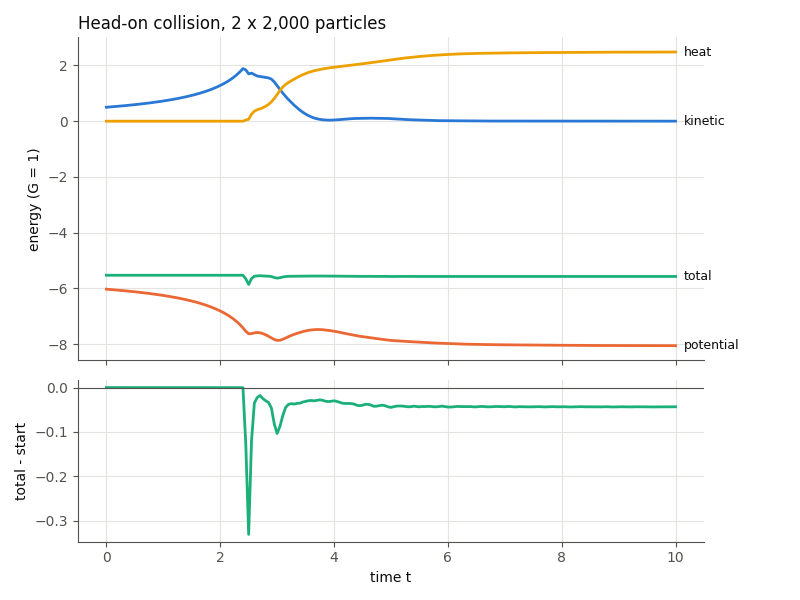 Head-on collision, 2 x 2,000 particles
energy (G = 1)
2
0
−2
−4
−6
−8
heat
kinetic
total
potential
total - start
0.0
−0.1
−0.2
−0.3
0 2 4 6 8 10
time t